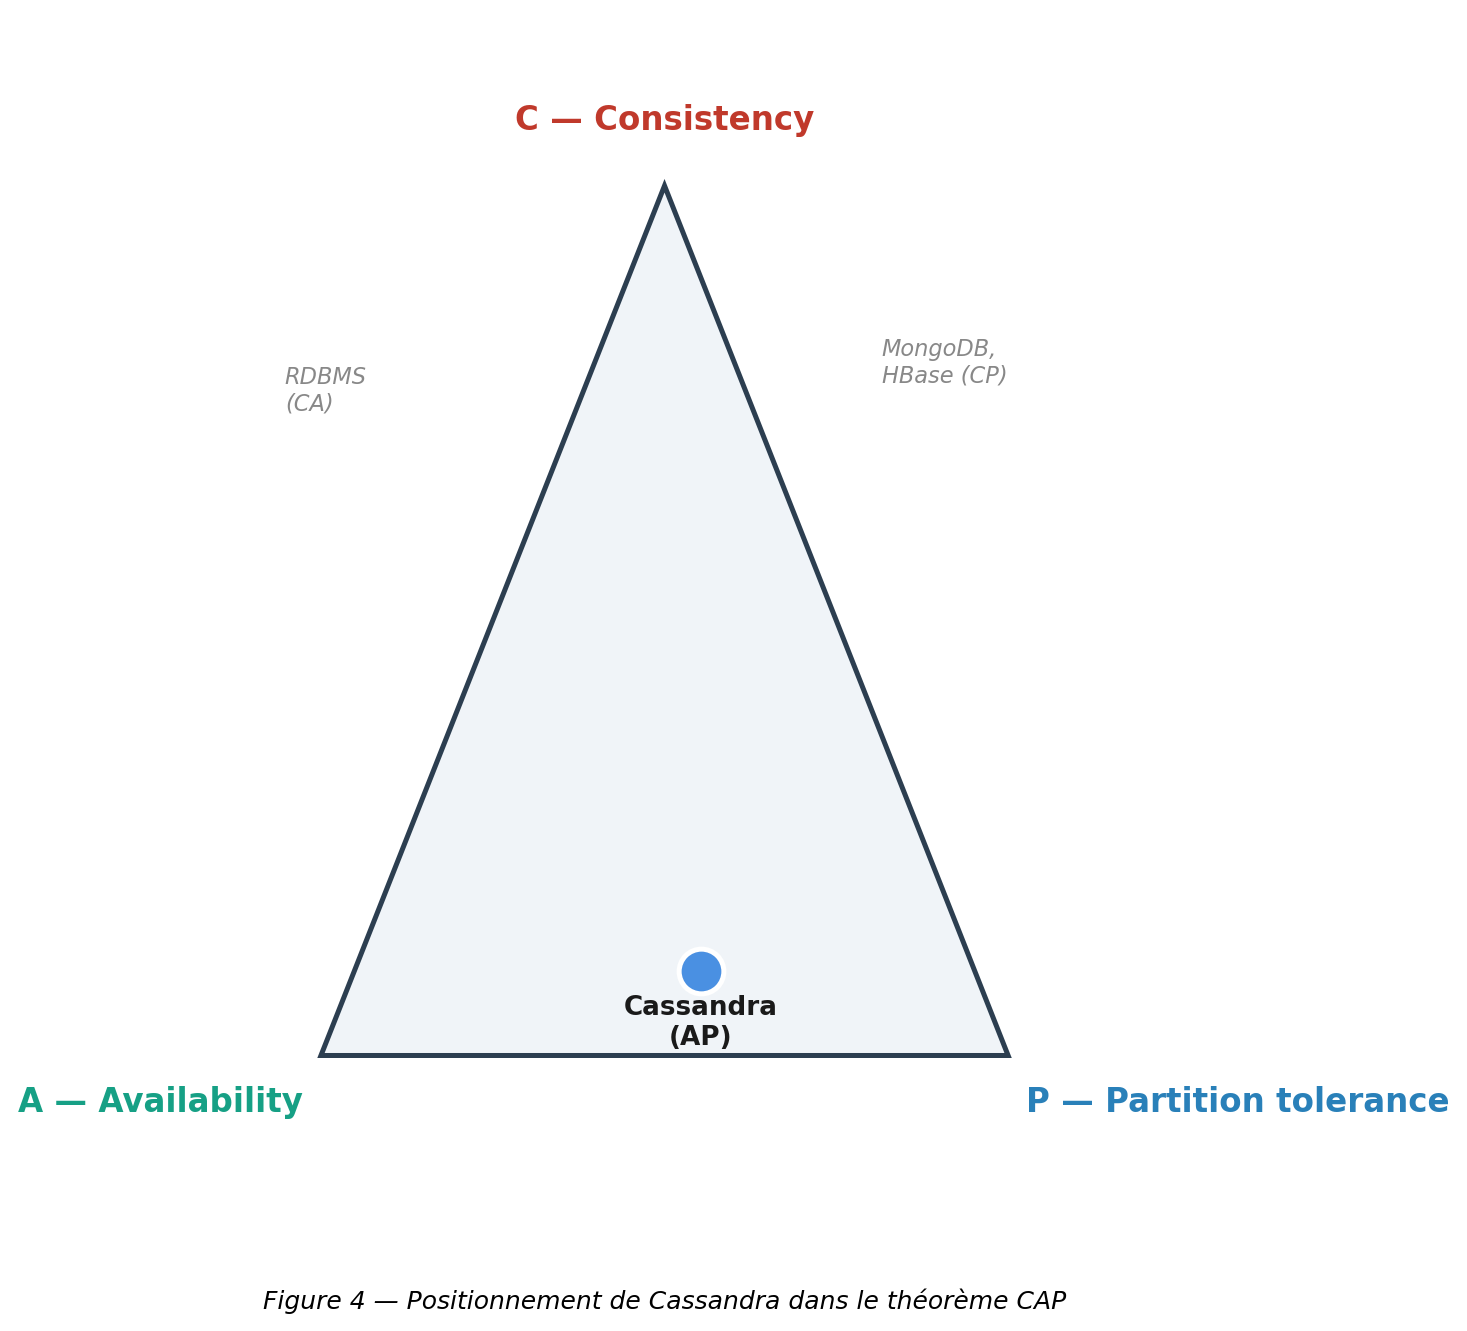 C — Consistency
RDBMS
(CA)
MongoDB,
HBase (CP)
Cassandra
(AP)
A — Availability
P — Partition tolerance
Figure 4 — Positionnement de Cassandra dans le théorème CAP